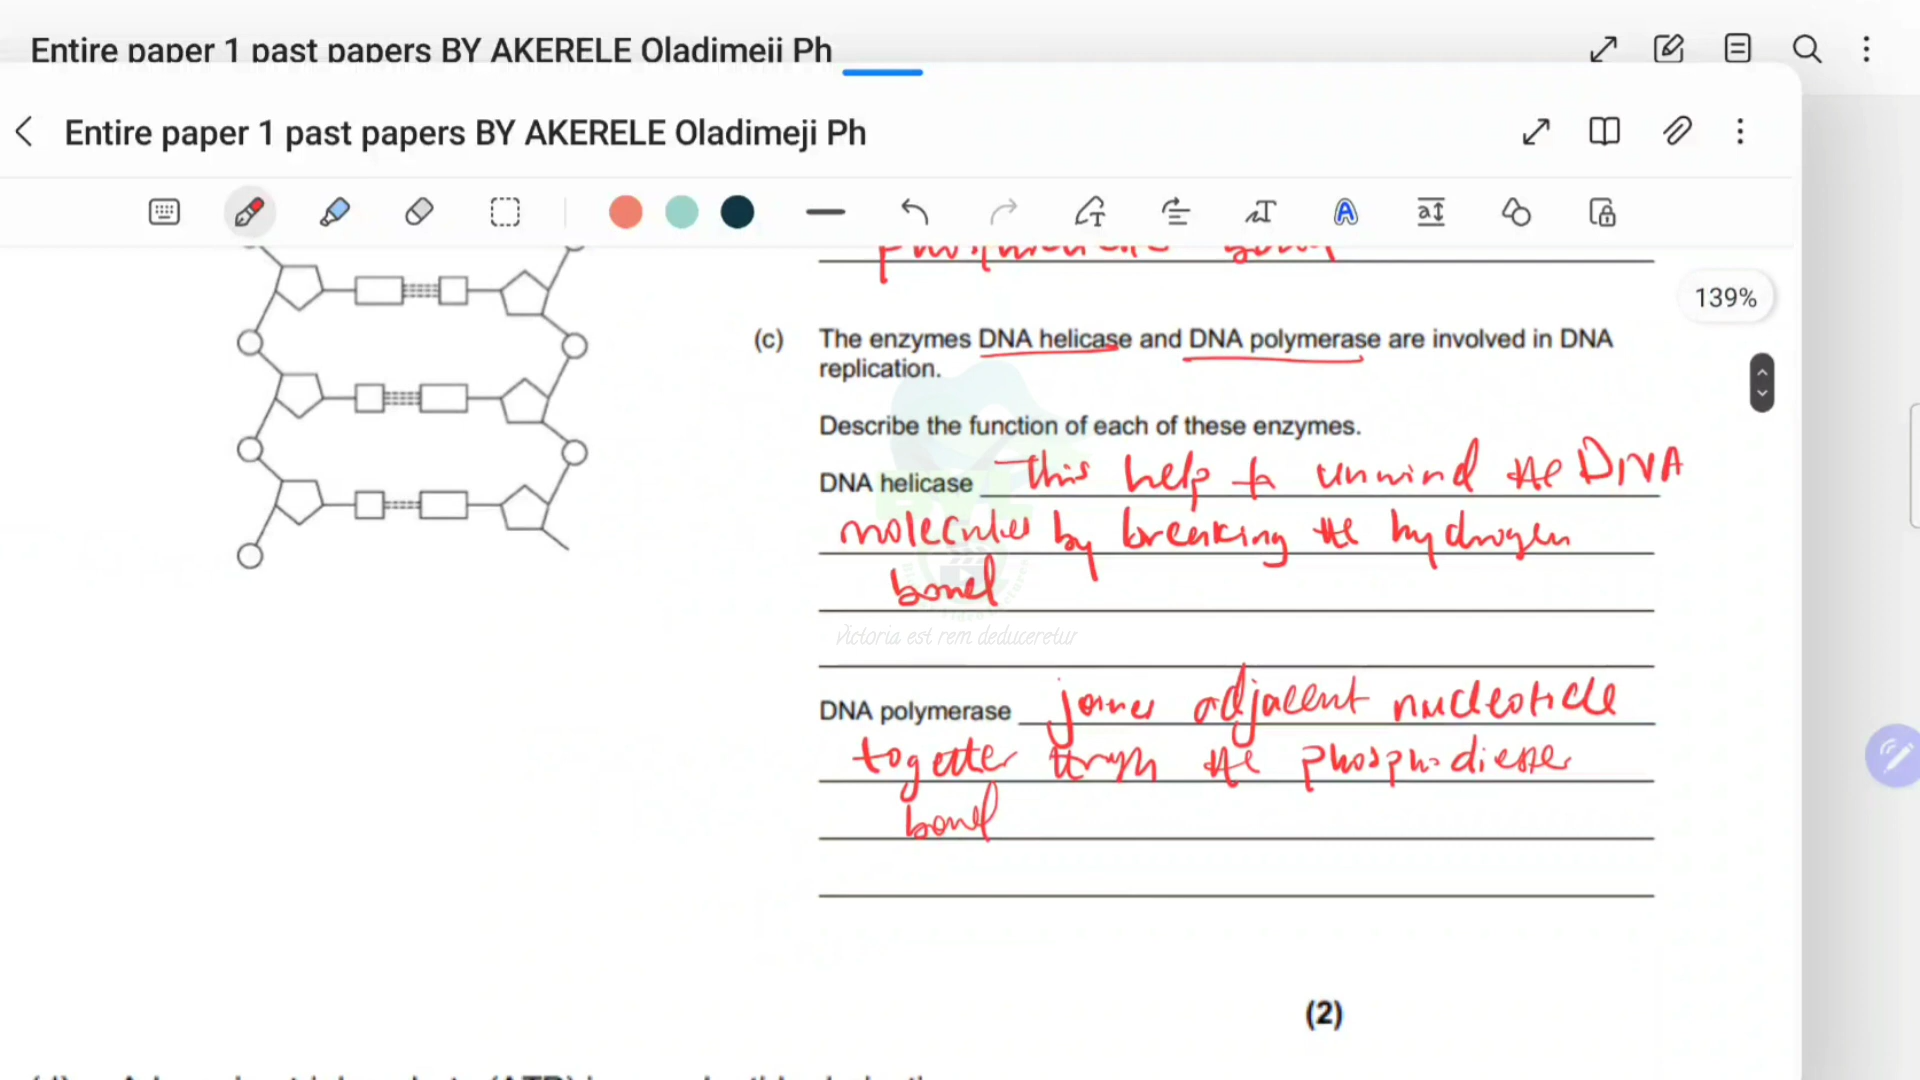 Entire paper 1 past papers BY AKERELE Oladimeji Ph
Entire paper 1 past papers BY AKERELE Oladimeji Ph
139%
(c) The enzymes DNA helicase and DNA polymerase are involved in DNA
replication.
Describe the function of each of these enzymes.
DNA helicase This help to unwind the DNA
molecules by breaking the hydrogen
bond
Victoria est rem deduceretur
DNA polymerase joines adjacent nucleotide
together through the phosphodiester
bond
(2)